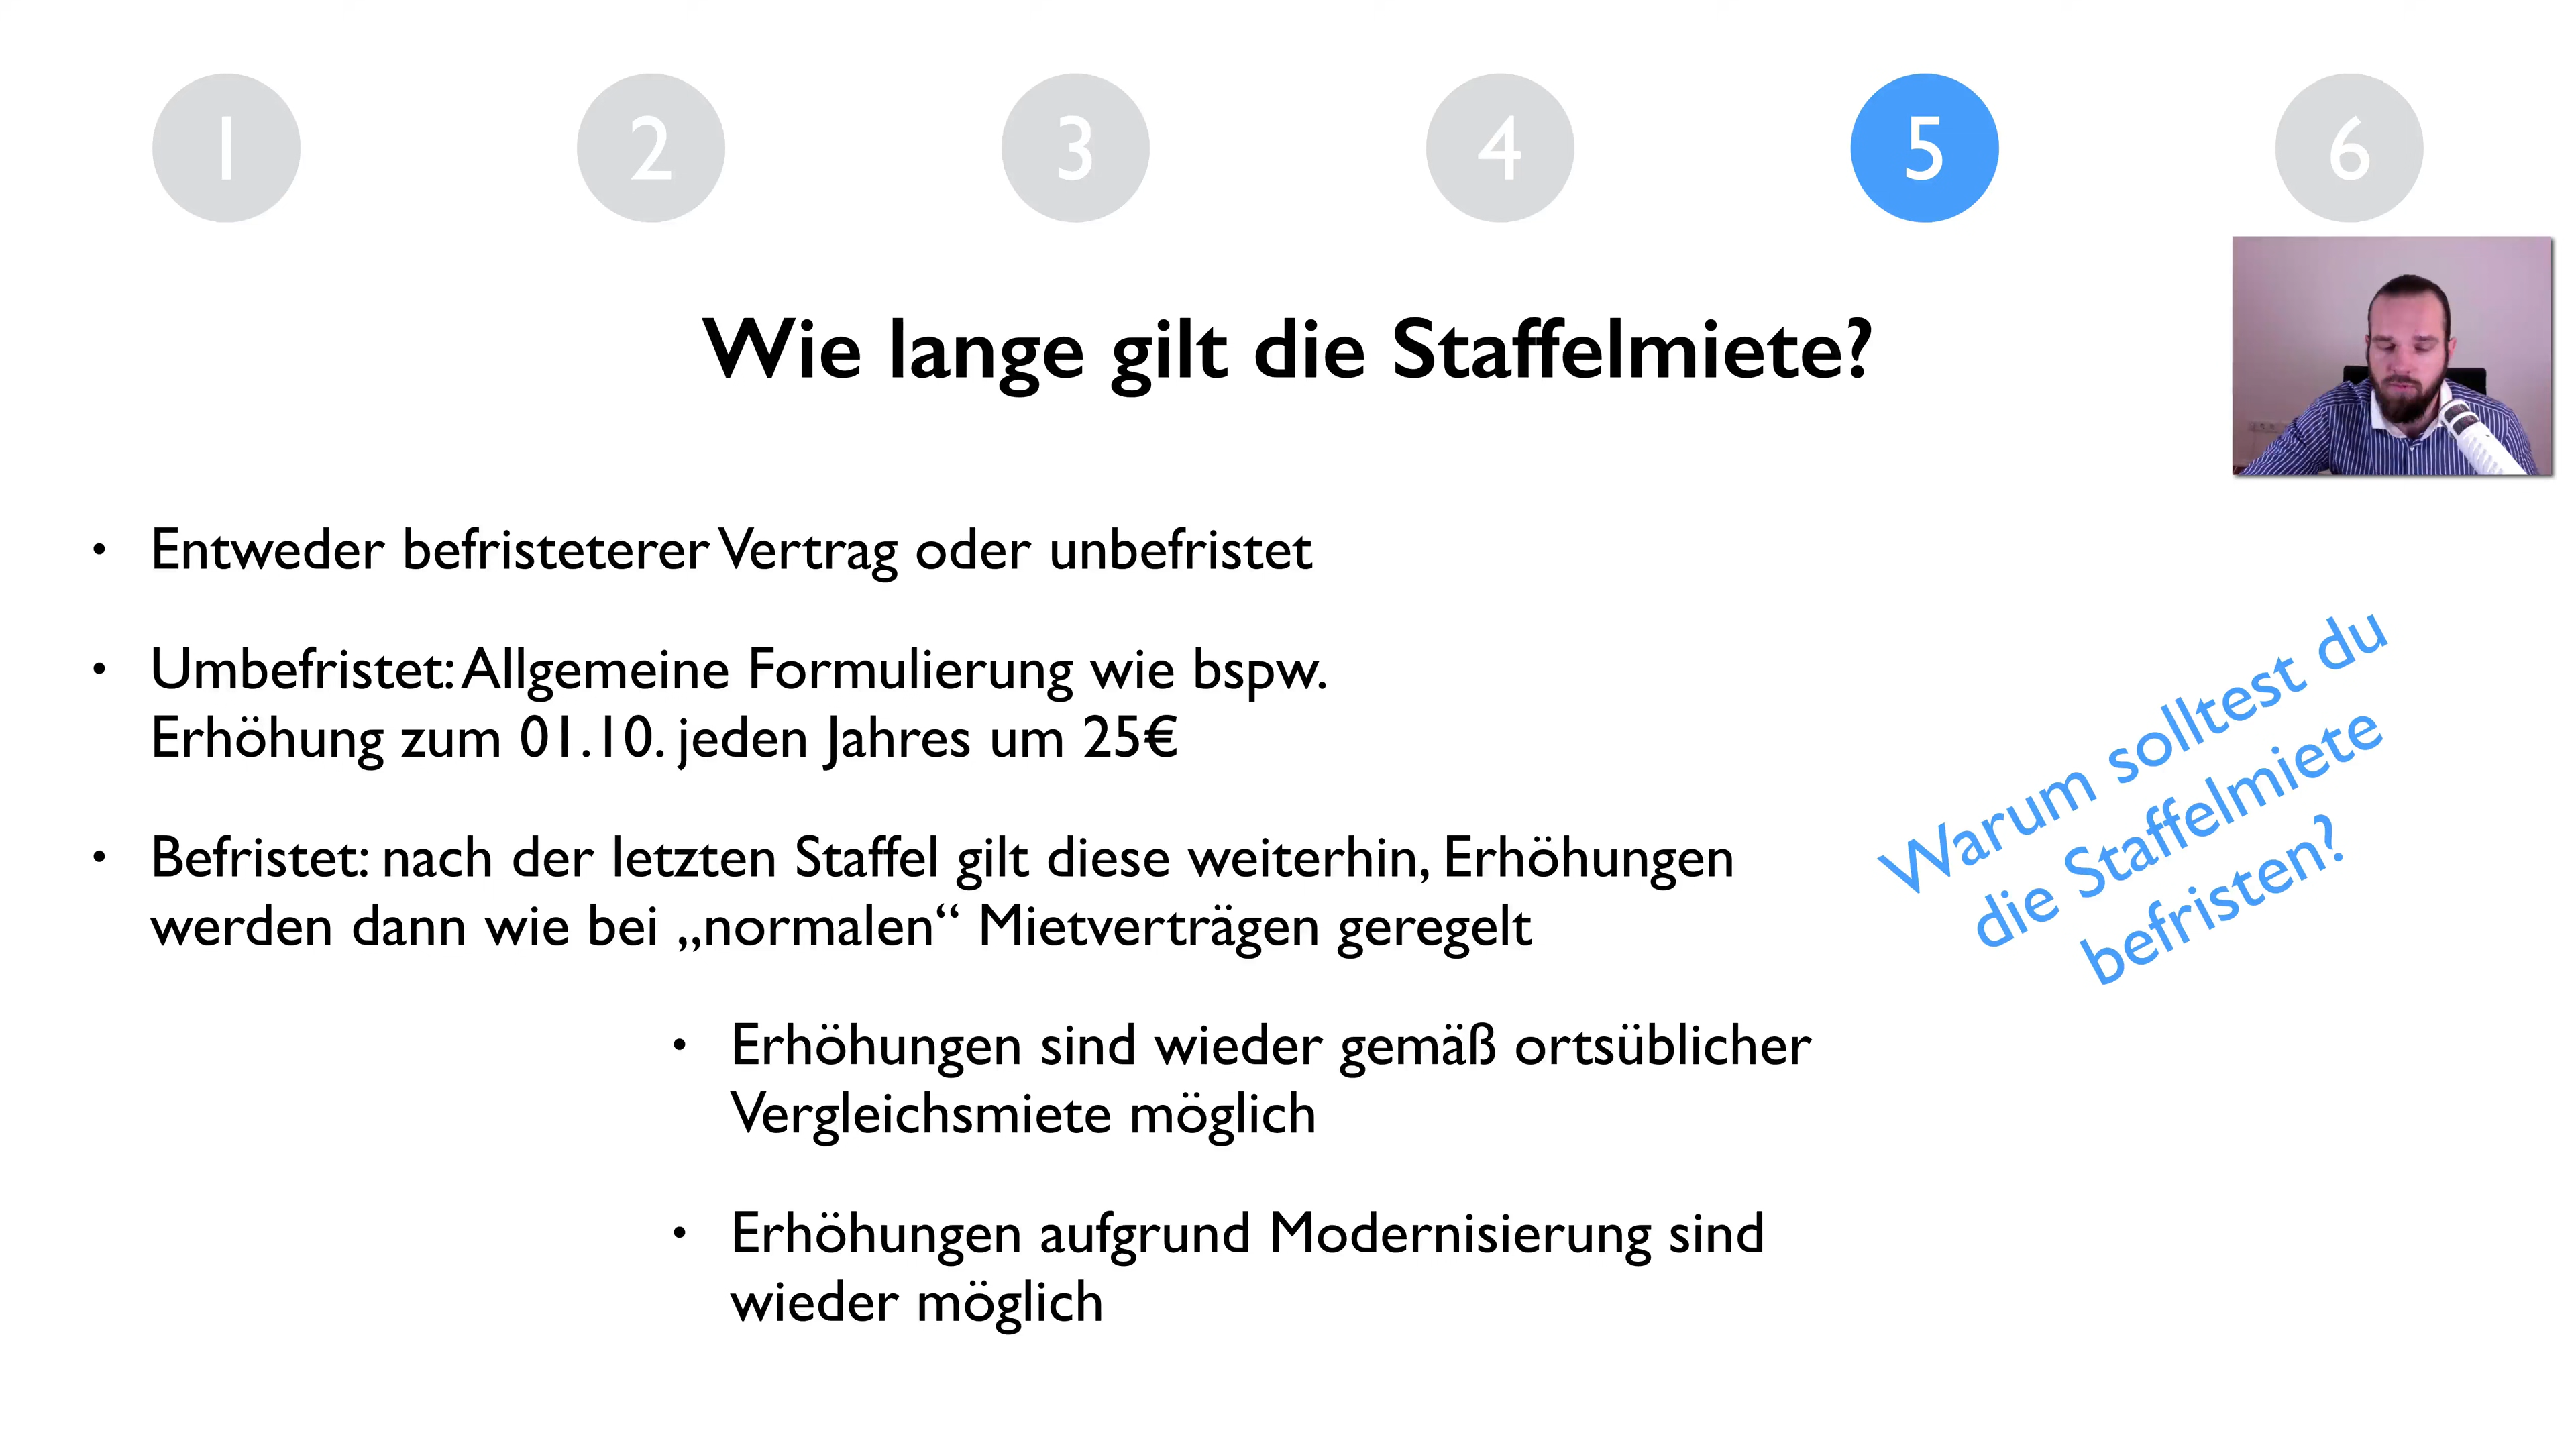 1 2 3 4 5 6
Wie lange gilt die Staffelmiete?
• Entweder befristeterer Vertrag oder unbefristet
• Umbefristet: Allgemeine Formulierung wie bspw.
Erhöhung zum 01.10. jeden Jahres um 25€
• Befristet: nach der letzten Staffel gilt diese weiterhin, Erhöhungen
werden dann wie bei „normalen“ Mietverträgen geregelt
• Erhöhungen sind wieder gemäß ortsüblicher
Vergleichsmiete möglich
• Erhöhungen aufgrund Modernisierung sind
wieder möglich
Warum solltest du
die Staffelmiete
befristen?